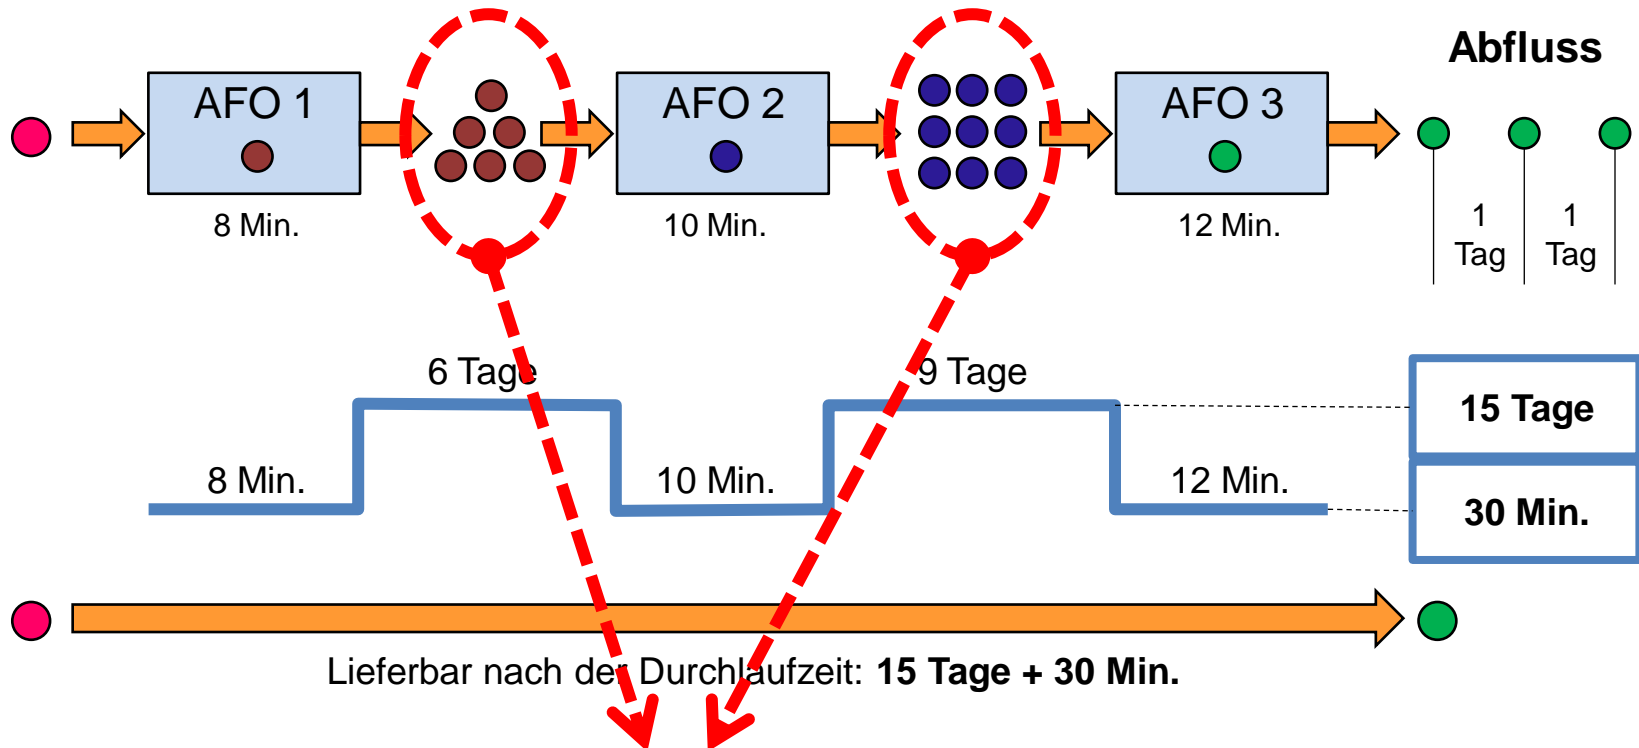 Abfluss
AFO 1
AFO 2
AFO 3
8 Min.
10 Min.
12 Min.
1
Tag
1
Tag
6 Tage
9 Tage
15 Tage
8 Min.
10 Min.
12 Min.
30 Min.
Lieferbar nach der Durchlaufzeit: 15 Tage + 30 Min.